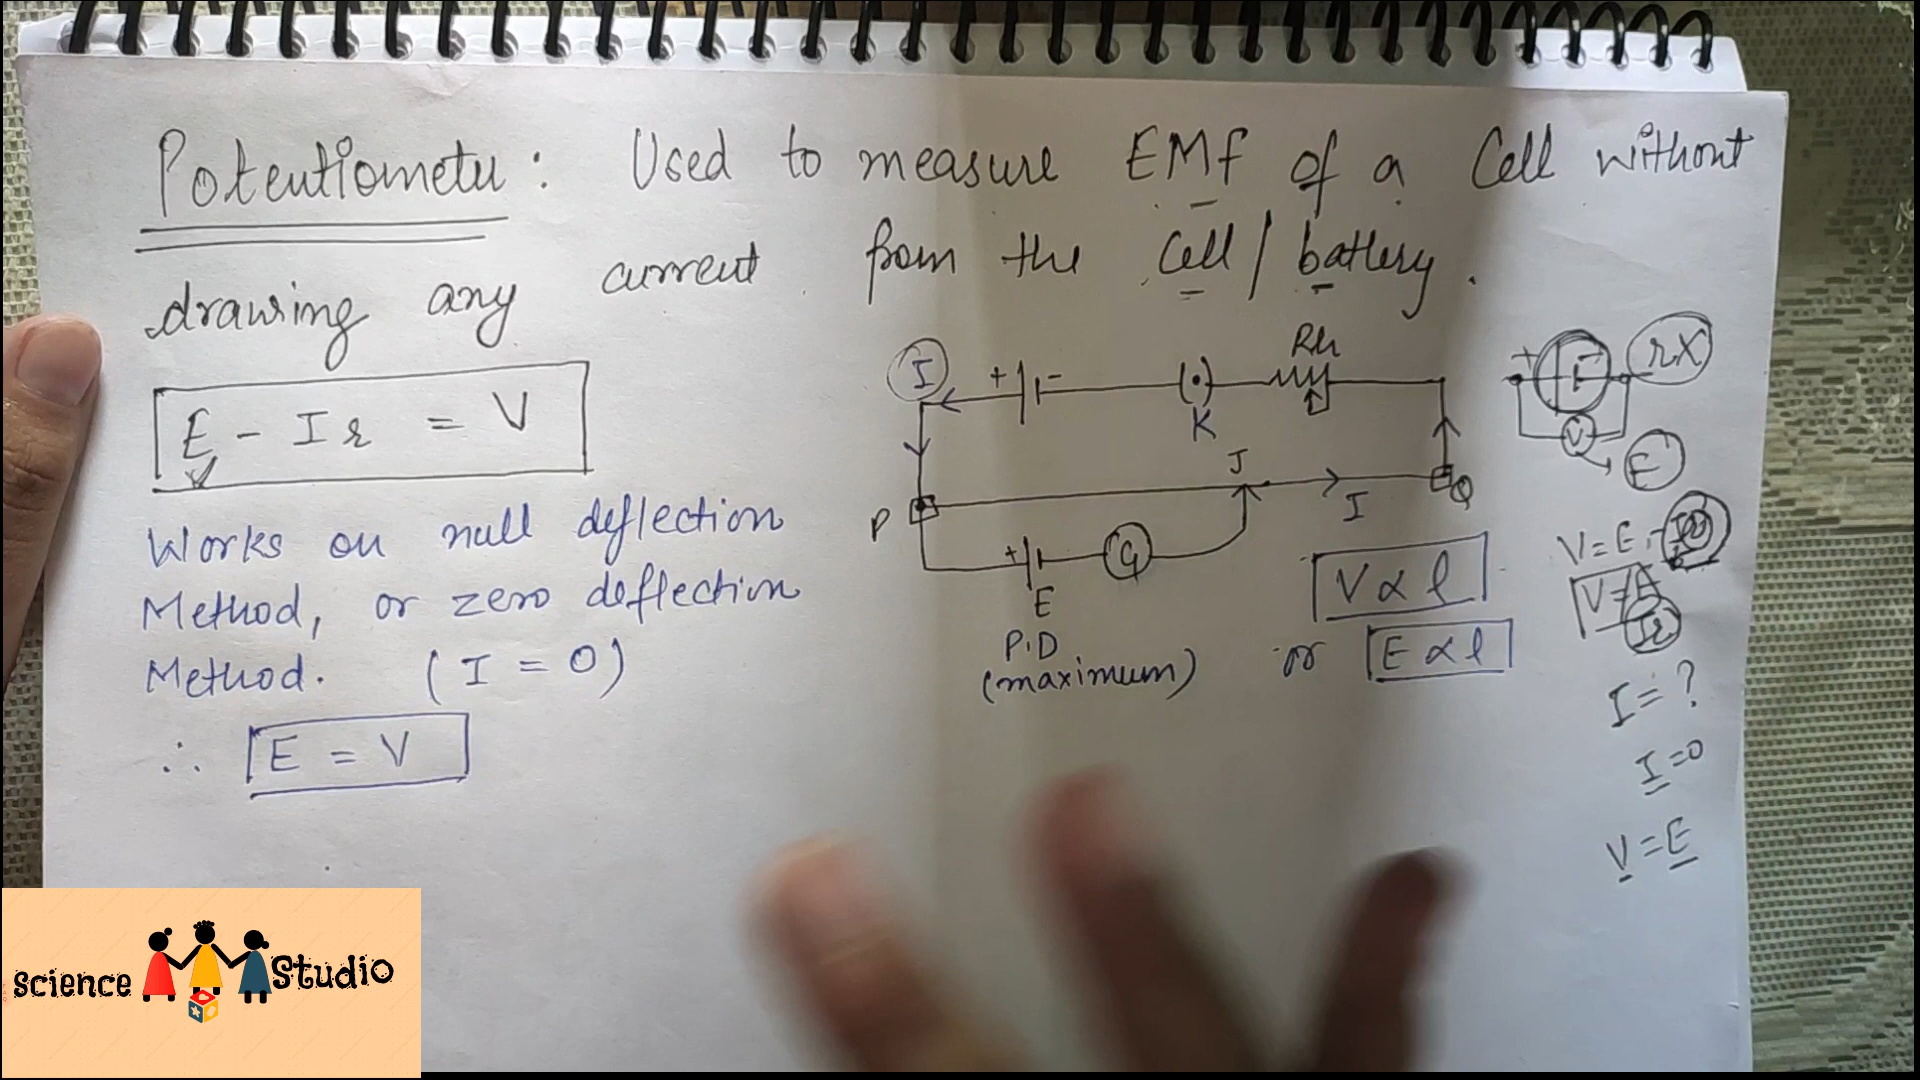 Potentiometer: Used to measure EMF of a Cell without
drawing any current from the Cell / battery.
E - Ir = V
Works on null deflection
Method, or zero deflection
Method. (I = 0)
∴ E = V
I
+ -
K
Rh
P
J
I
Q
+
E
G
P.D
(maximum)
V ∝ l
or E ∝ l
+ -
E
rX
V
E
V = E - Ir
I = ?
I = 0
V = E
Science Studio